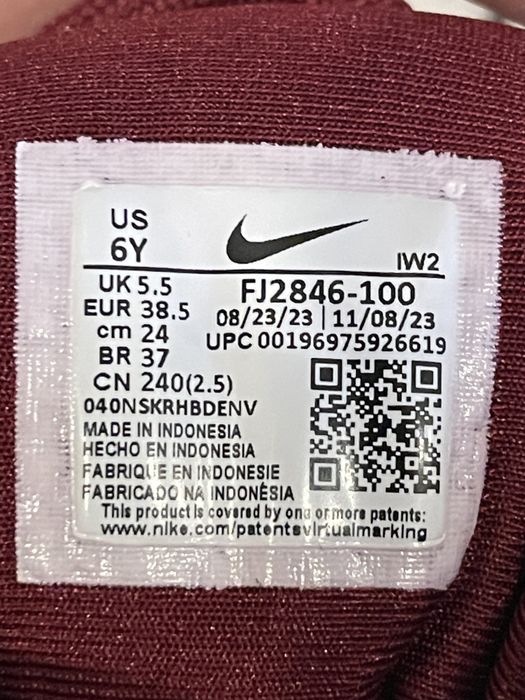 US
6Y
IW2
UK 5.5
EUR 38.5
cm 24
BR 37
CN 240(2.5)
FJ2846-100
08/23/23 | 11/08/23
UPC 00196975926619
040NSKRHBDENV
MADE IN INDONESIA
HECHO EN INDONESIA
FABRIQUE EN INDONESIE
FABRICADO NA INDONÉSIA
This product is covered by one or more patents:
www.nike.com/patentsvirtualmarking